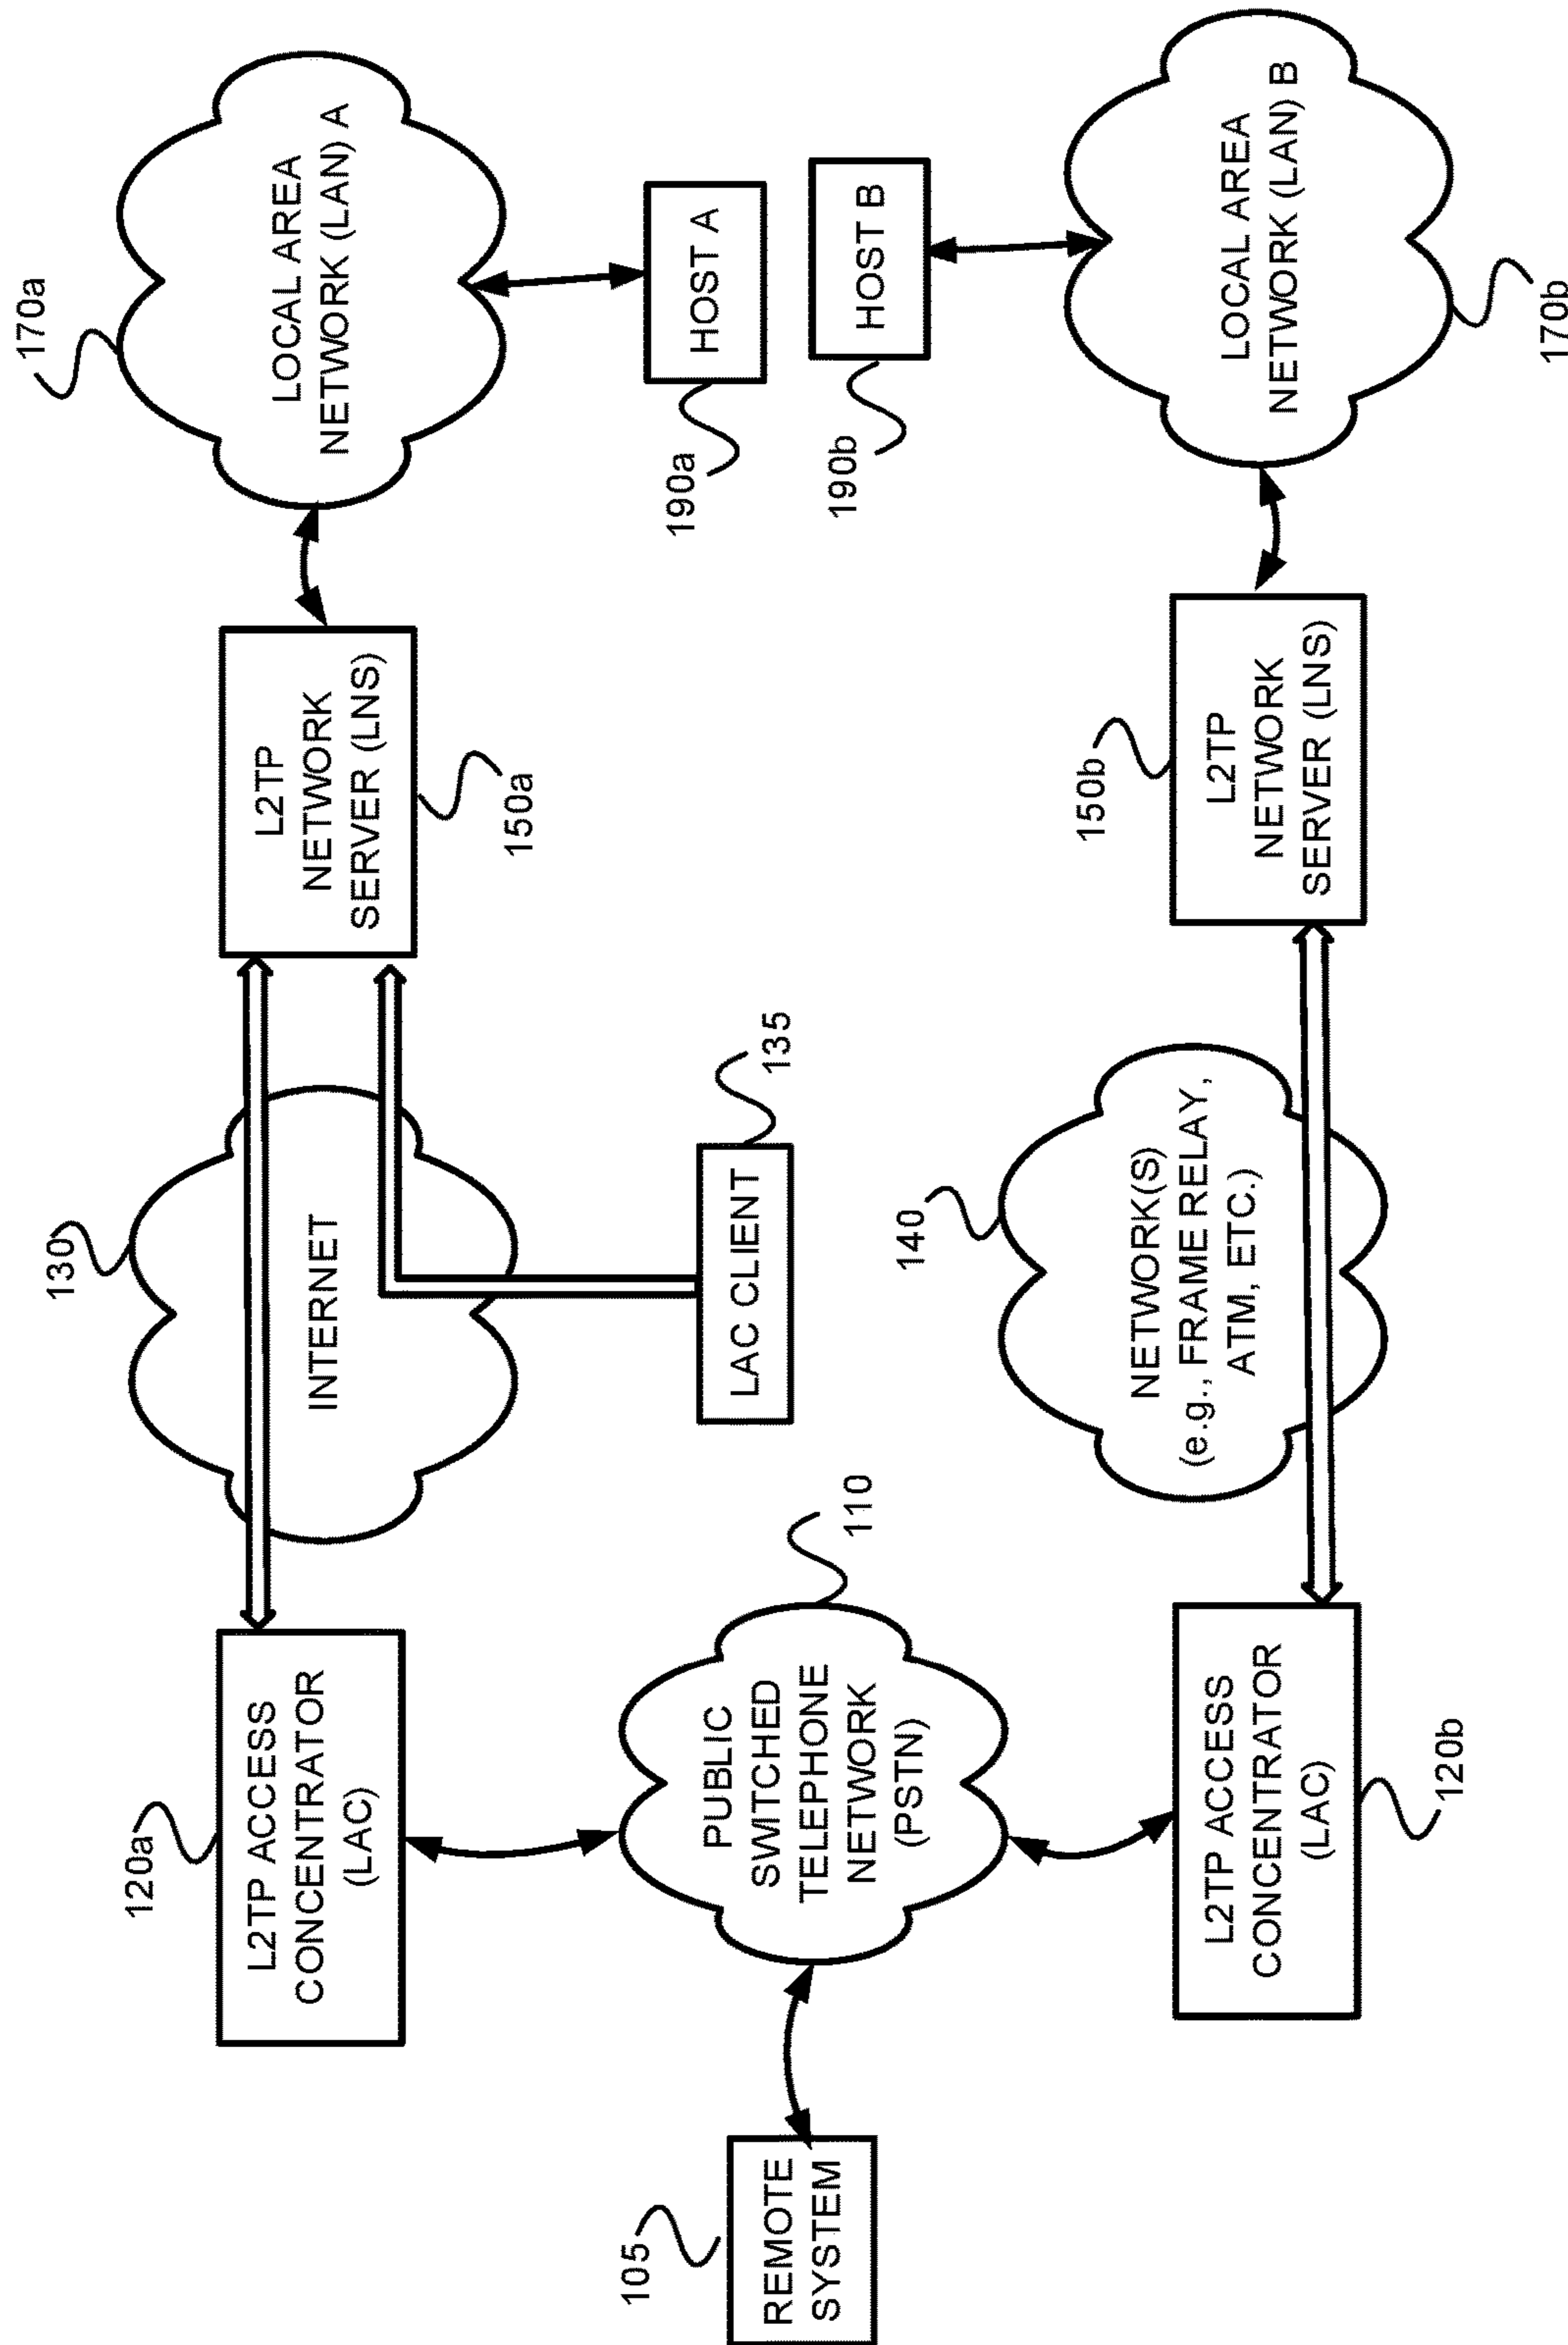 170a
LOCAL AREA
NETWORK (LAN) A
HOST A
190a
HOST B
190b
LOCAL AREA
NETWORK (LAN) B
170b
L2TP
NETWORK
SERVER (LNS)
150a
150b
L2TP
NETWORK
SERVER (LNS)
130
INTERNET
LAC CLIENT
135
140
NETWORK(S)
(e.g., FRAME RELAY,
ATM, ETC.)
120a
L2TP ACCESS
CONCENTRATOR
(LAC)
PUBLIC
SWITCHED
TELEPHONE
NETWORK
(PSTN)
110
L2TP ACCESS
CONCENTRATOR
(LAC)
120b
105
REMOTE
SYSTEM